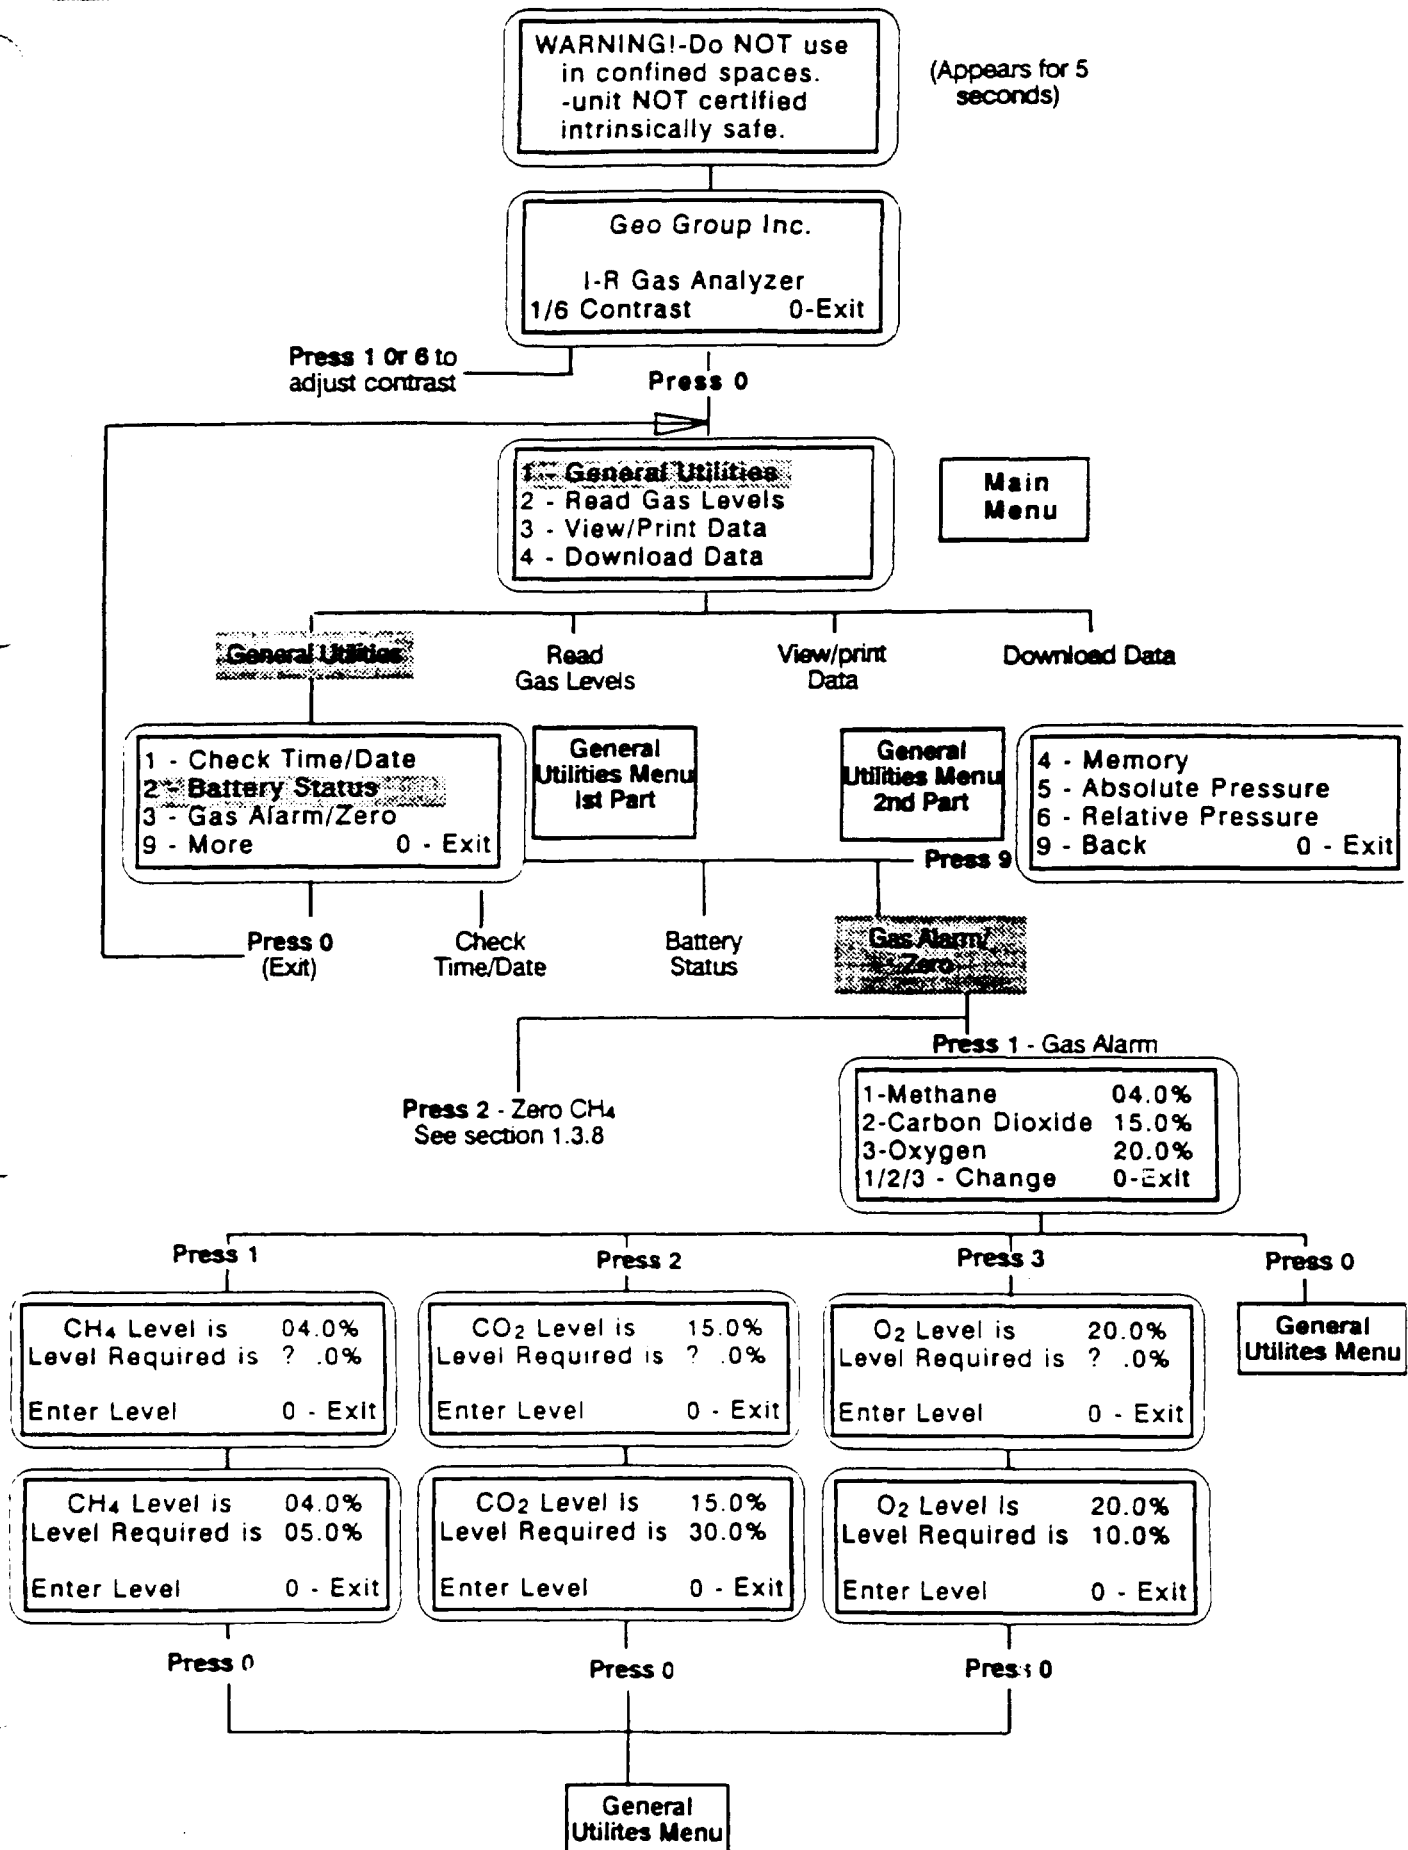 WARNING!-Do NOT use
in confined spaces.
-unit NOT certified
intrinsically safe.
(Appears for 5
seconds)
Geo Group Inc.
I-R Gas Analyzer
1/6 Contrast 0-Exit
Press 1 Or 6 to
adjust contrast
Press 0
1 - General Utilities
2 - Read Gas Levels
3 - View/Print Data
4 - Download Data
Main
Menu
General Utilities
Read
Gas Levels
View/print
Data
Download Data
1 - Check Time/Date
2 - Battery Status
3 - Gas Alarm/Zero
9 - More 0 - Exit
General
Utilities Menu
Ist Part
General
Utilities Menu
2nd Part
4 - Memory
5 - Absolute Pressure
6 - Relative Pressure
9 - Back 0 - Exit
Press 9
Press 0
(Exit)
Check
Time/Date
Battery
Status
Gas Alarm/
Zero
Press 1 - Gas Alarm
Press 2 - Zero CH4
See section 1.3.8
1-Methane 04.0%
2-Carbon Dioxide 15.0%
3-Oxygen 20.0%
1/2/3 - Change 0-Exit
Press 1
Press 2
Press 3
Press 0
CH4 Level is 04.0%
Level Required is ? .0%
Enter Level 0 - Exit
CO2 Level is 15.0%
Level Required is ? .0%
Enter Level 0 - Exit
O2 Level is 20.0%
Level Required is ? .0%
Enter Level 0 - Exit
General
Utilites Menu
CH4 Level is 04.0%
Level Required is 05.0%
Enter Level 0 - Exit
CO2 Level is 15.0%
Level Required is 30.0%
Enter Level 0 - Exit
O2 Level is 20.0%
Level Required is 10.0%
Enter Level 0 - Exit
Press 0
Press 0
Press 0
General
Utilites Menu